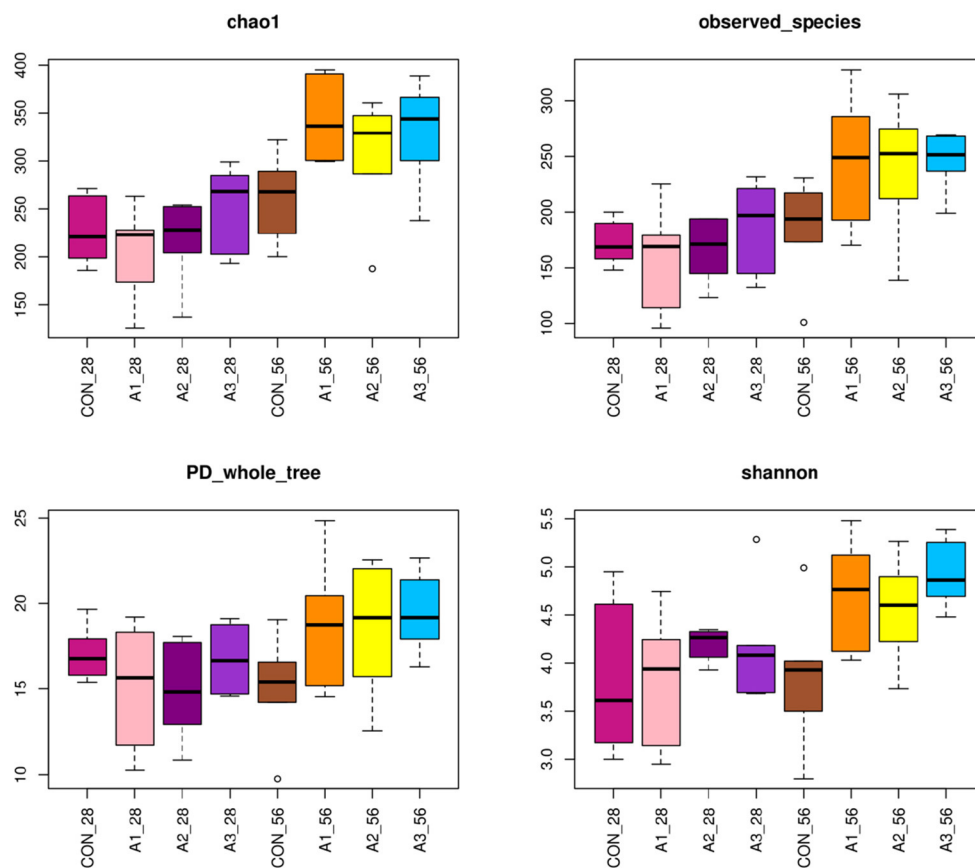 chao1
400
350
300
250
200
150
CON_28
A1_28
A2_28
A3_28
CON_56
A1_56
A2_56
A3_56
observed_species
300
250
200
150
100
CON_28
A1_28
A2_28
A3_28
CON_56
A1_56
A2_56
A3_56
PD_whole_tree
25
20
15
10
CON_28
A1_28
A2_28
A3_28
CON_56
A1_56
A2_56
A3_56
shannon
5.5
5.0
4.5
4.0
3.5
3.0
CON_28
A1_28
A2_28
A3_28
CON_56
A1_56
A2_56
A3_56